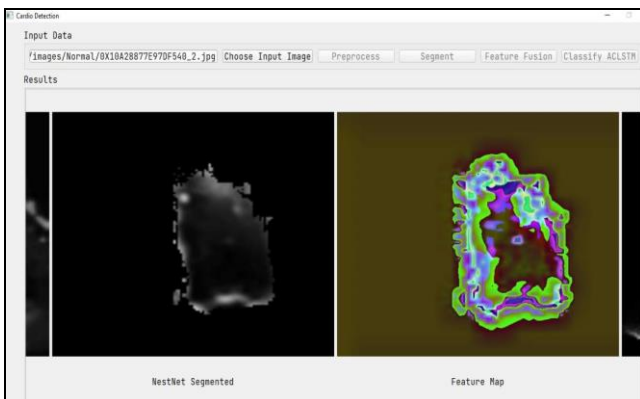 Cardio Detection
Input Data
/images/Normal/0X10A28877E97DF540_2.jpg Choose Input Image Preprocess Segment Feature Fusion Classify ACLSTM
Results
NestNet Segmented Feature Map